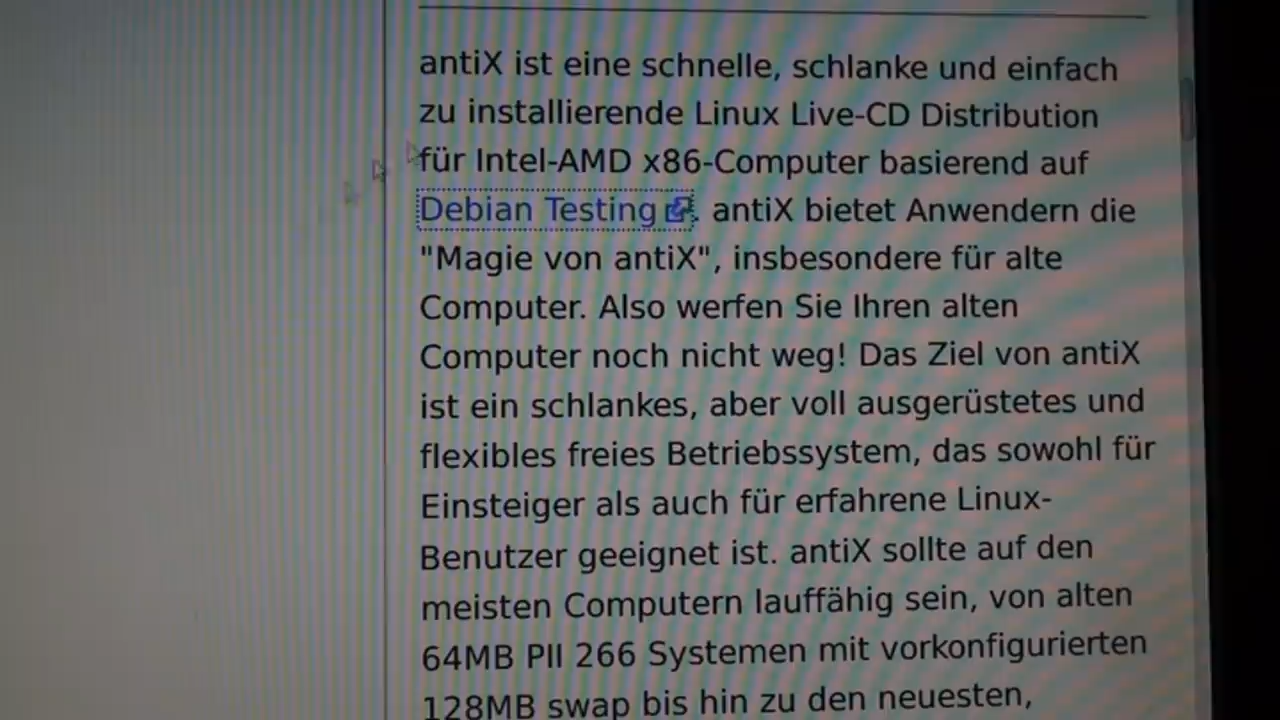 antiX ist eine schnelle, schlanke und einfach
zu installierende Linux Live-CD Distribution
für Intel-AMD x86-Computer basierend auf
Debian Testing. antiX bietet Anwendern die
"Magie von antiX", insbesondere für alte
Computer. Also werfen Sie Ihren alten
Computer noch nicht weg! Das Ziel von antiX
ist ein schlankes, aber voll ausgerüstetes und
flexibles freies Betriebssystem, das sowohl für
Einsteiger als auch für erfahrene Linux-
Benutzer geeignet ist. antiX sollte auf den
meisten Computern lauffähig sein, von alten
64MB PII 266 Systemen mit vorkonfigurierten
128MB swap bis hin zu den neuesten,